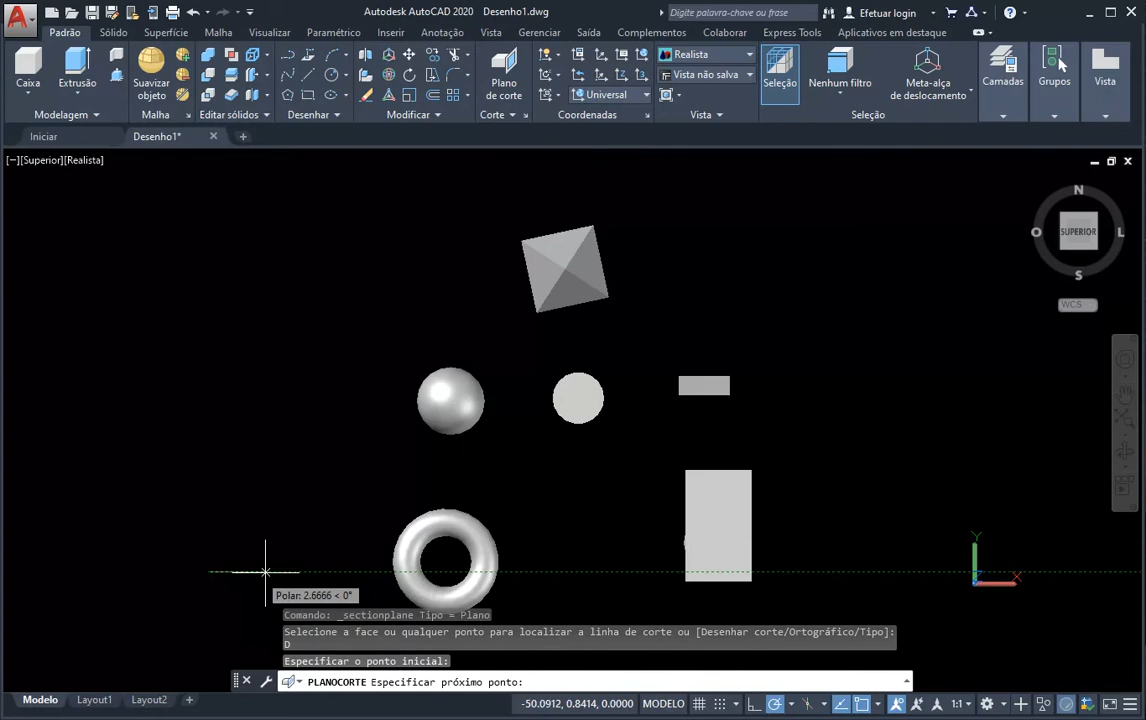 Autodesk AutoCAD 2020 Desenho1.dwg
Digite palavra-chave ou frase
Efetuar login
Padrão Sólido Superfície Malha Visualizar Paramétrico Inserir Anotação Vista Gerenciar Saída Complementos Colaborar Express Tools Aplicativos em destaque
Caixa
Extrusão
Suavizar
objeto
Plano
de corte
Realista
Vista não salva
Universal
Seleção
Nenhum filtro
Meta-alça
de deslocamento
Camadas
Grupos
Vista
Modelagem
Malha
Editar sólidos
Desenhar
Modificar
Corte
Coordenadas
Vista
Seleção
Iniciar
Desenho1*
[−][Superior][Realista]
N
O SUPERIOR L
S
WCS
Y
X
Polar: 2.6666 < 0°
Comando: _sectionplane Tipo = Plano
Selecione a face ou qualquer ponto para localizar a linha de corte ou [Desenhar corte/Ortográfico/Tipo]:
D
Especificar o ponto inicial:
PLANOCORTE Especificar próximo ponto:
Modelo Layout1 Layout2
-50.0912, 0.8414, 0.0000 MODELO
1:1